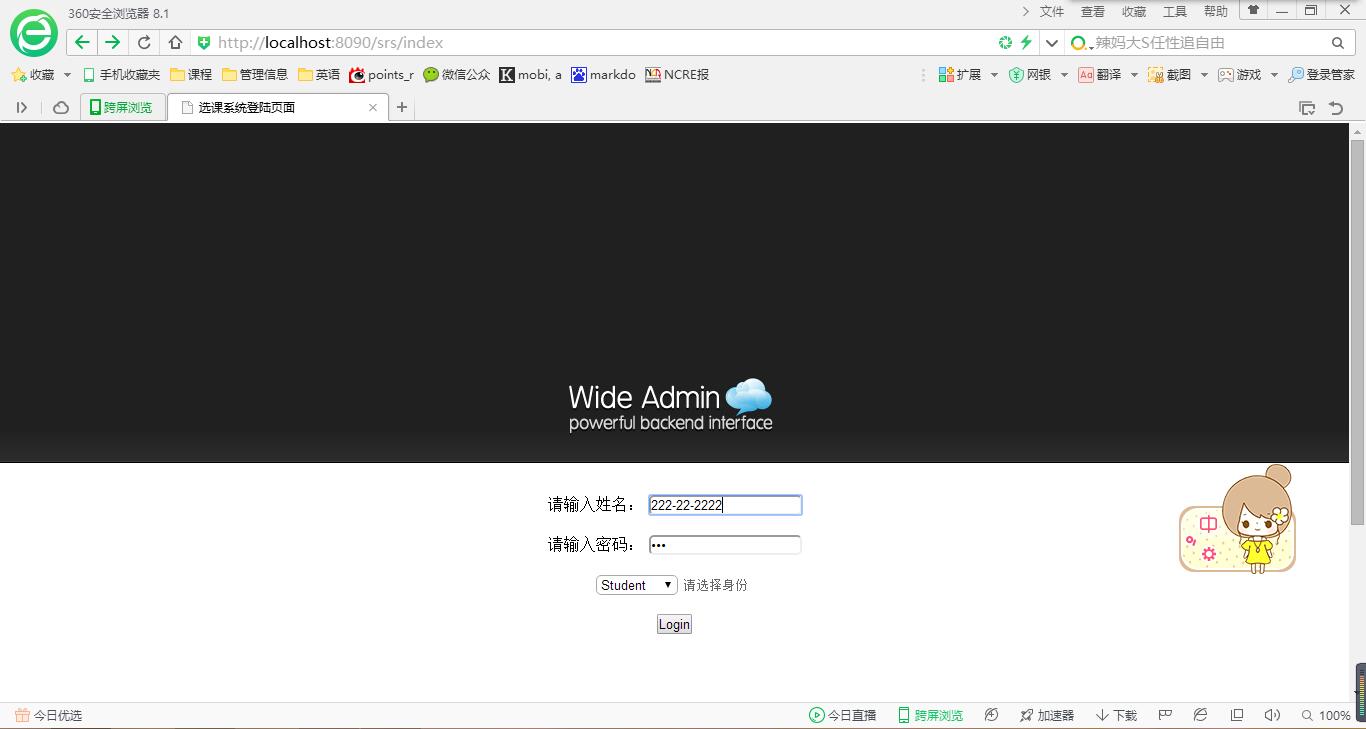 360安全浏览器 8.1
文件 查看 收藏 工具 帮助
http://localhost:8090/srs/index
辣妈大S任性追自由
收藏 手机收藏夹 课程 管理信息 英语 points_r 微信公众 mobi, a markdo NCRE报
扩展 网银 翻译 截图 游戏 登录管家
跨屏浏览 选课系统登陆页面
Wide Admin
powerful backend interface
请输入姓名： 222-22-2222
请输入密码： •••
Student 请选择身份
Login
中
今日优选 今日直播 跨屏浏览 加速器 下载 100%